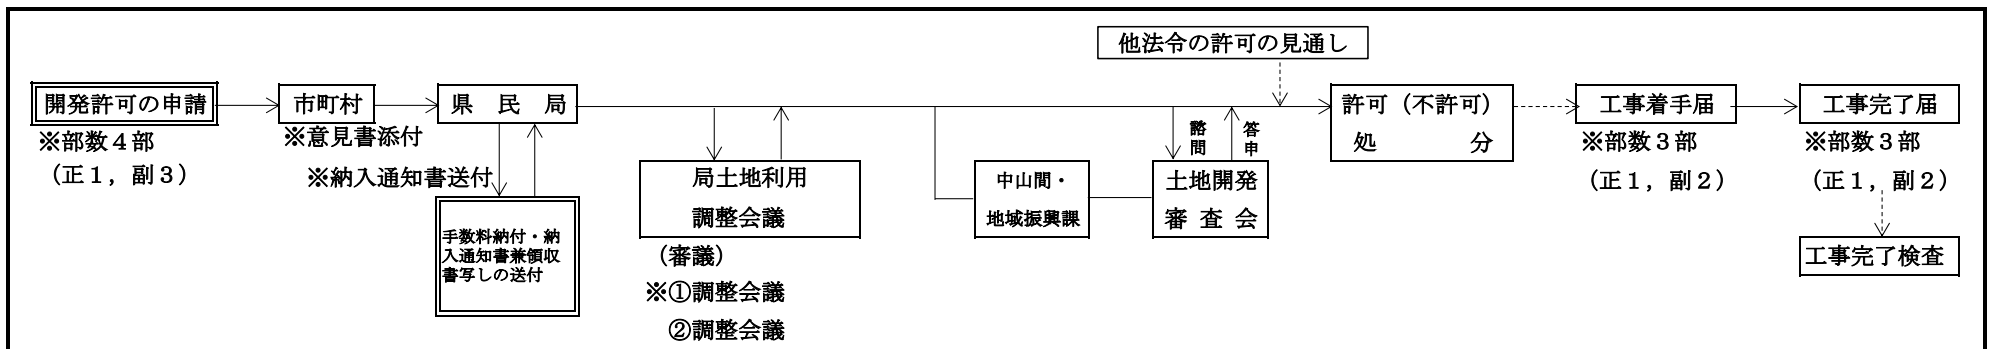 他法令の許可の見通し
開発許可の申請
※部数４部
（正１，副３）
市町村
※意見書添付
県　民　局
※納入通知書送付
手数料納付・納
入通知書兼領収
書写しの送付
局土地利用
調整会議
（審議）
※①調整会議
②調整会議
中山間・
地域振興課
諮問
答申
土地開発
審 査 会
許可（不許可）
処　　　　分
工事着手届
※部数３部
（正１，副２）
工事完了届
※部数３部
（正１，副２）
工事完了検査